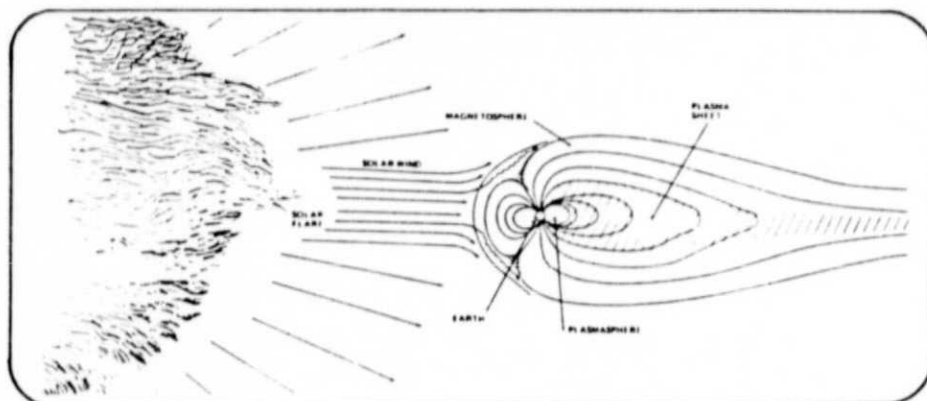 MAGNETOSPHERE
PLASMA
SHEET
SOLAR WIND
SOLAR
FLARE
EARTH
PLASMASPHERE